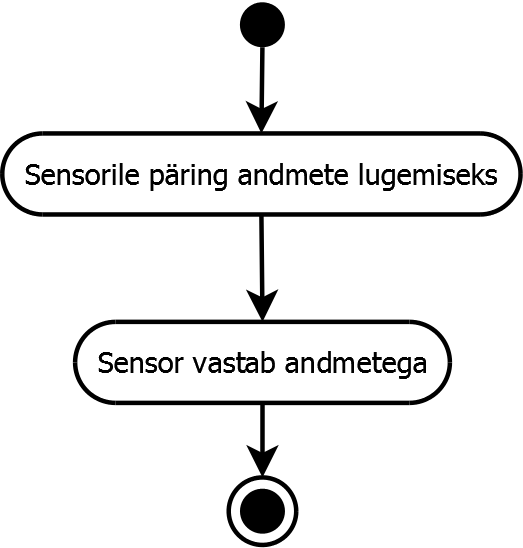 Sensorile päring andmete lugemiseks
Sensor vastab andmetega